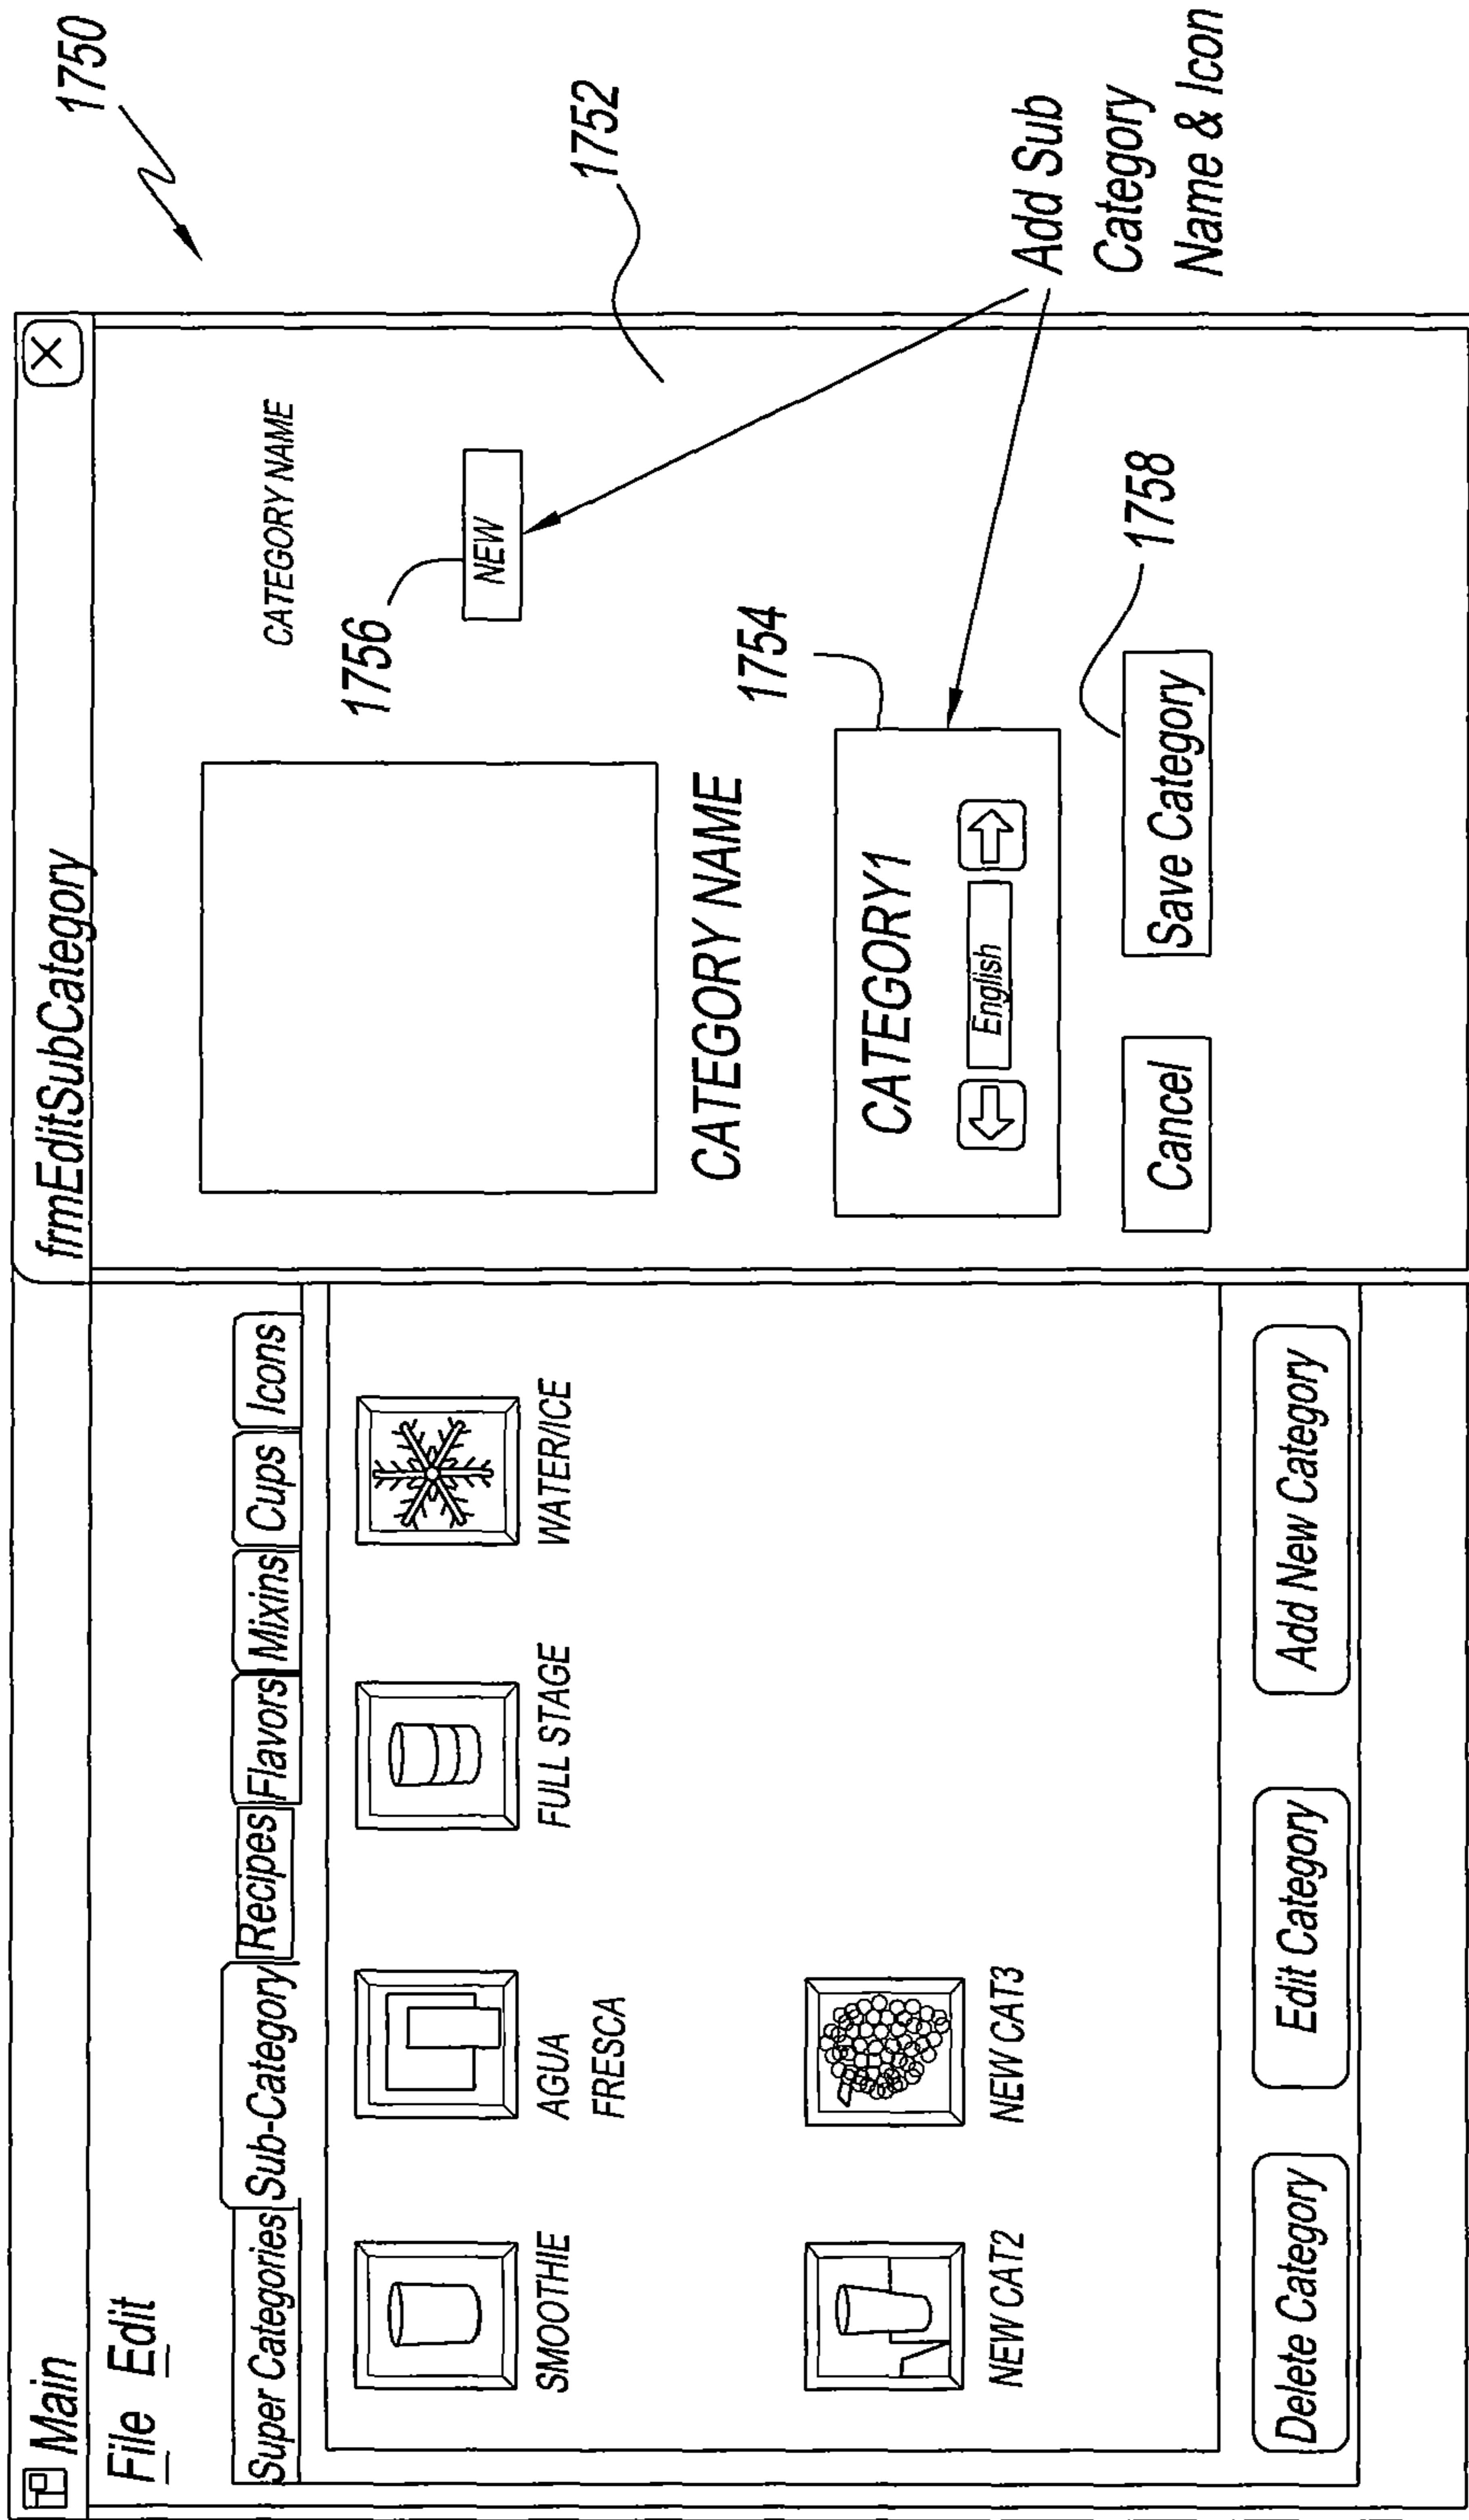 Main
File Edit
Super Categories Sub-Category Recipes Flavors Mixins Cups Icons
SMOOTHIE
AGUA
FRESCA
FULL STAGE
WATER/ICE
NEW CAT2
NEW CAT3
Delete Category
Edit Category
Add New Category
frmEditSubCategory
X
CATEGORY NAME
1756
NEW
CATEGORY NAME
1754
CATEGORY1
English
Cancel
Save Category
1758
1750
1752
Add Sub
Category
Name & Icon